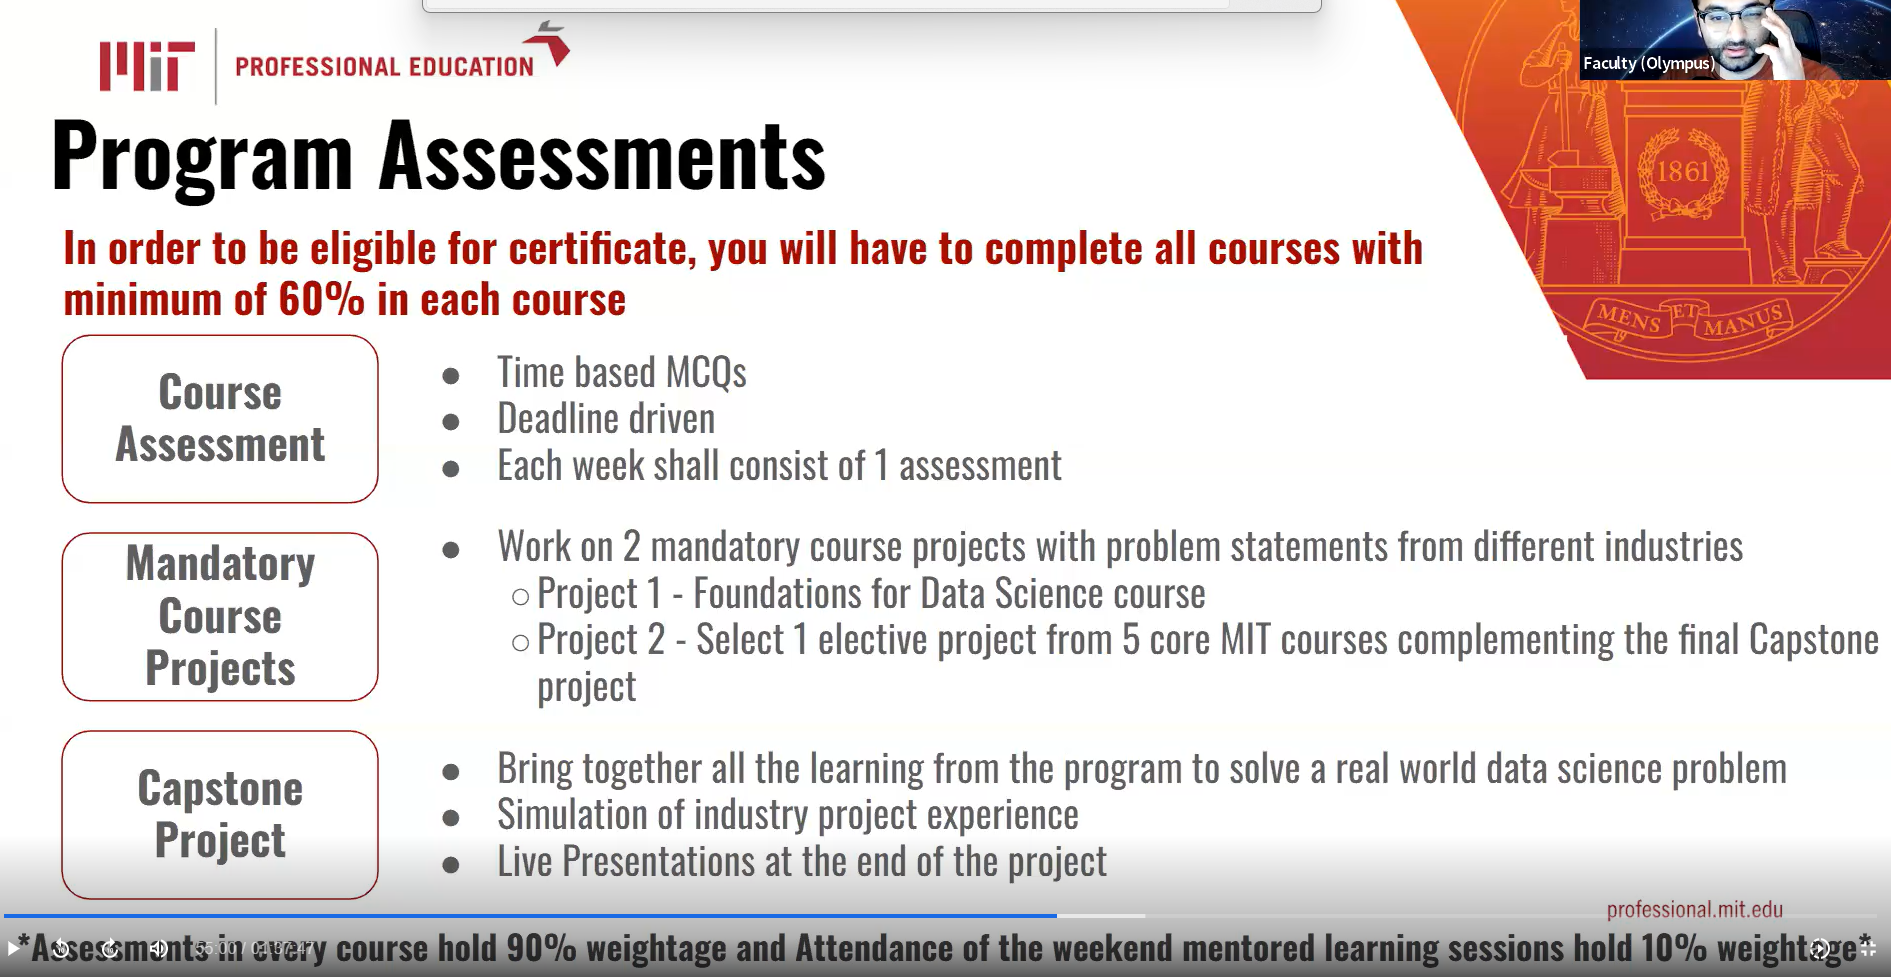 MIT PROFESSIONAL EDUCATION
Faculty (Olympus)
Program Assessments
1861
In order to be eligible for certificate, you will have to complete all courses with
minimum of 60% in each course
MENS ET MANUS
Course
Assessment
● Time based MCQs
● Deadline driven
● Each week shall consist of 1 assessment
Mandatory
Course
Projects
● Work on 2 mandatory course projects with problem statements from different industries
○ Project 1 - Foundations for Data Science course
○ Project 2 - Select 1 elective project from 5 core MIT courses complementing the final Capstone
project
Capstone
Project
● Bring together all the learning from the program to solve a real world data science problem
● Simulation of industry project experience
● Live Presentations at the end of the project
professional.mit.edu
*Assessments in every course hold 90% weightage and Attendance of the weekend mentored learning sessions hold 10% weightage*
55:00 / 01:37:47